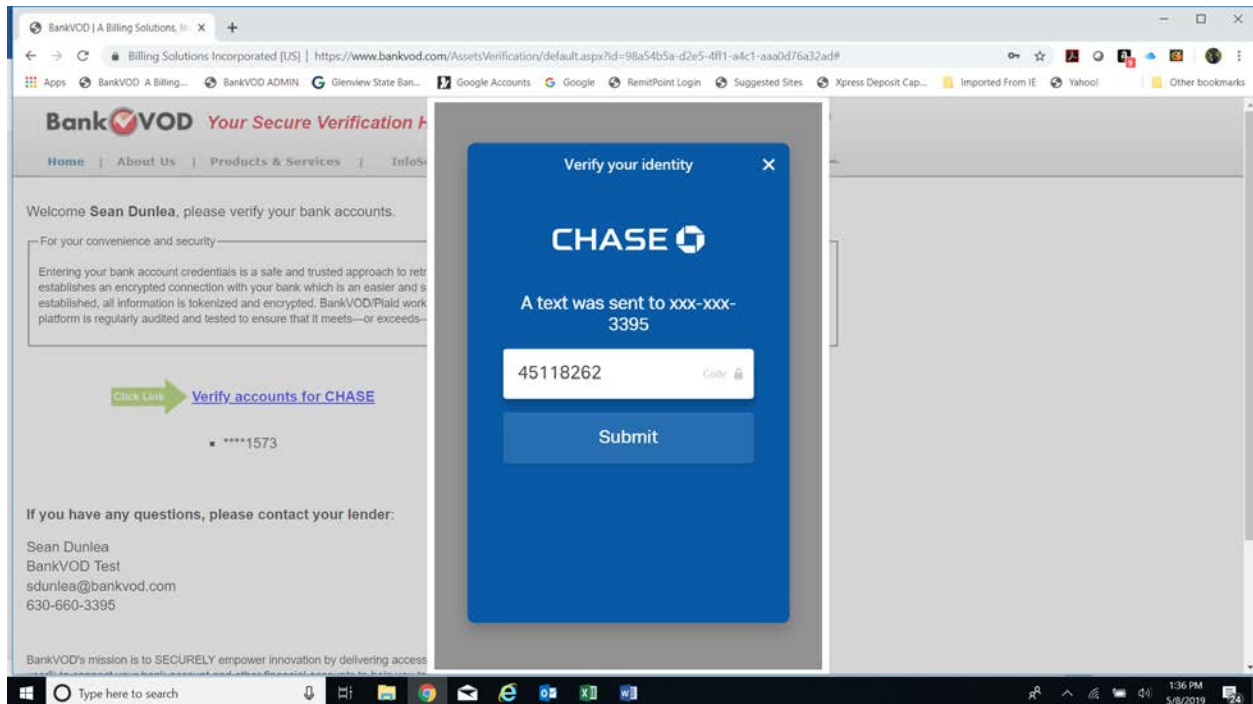 BankVOD | A Billing Solutions, In
Billing Solutions Incorporated [US] | https://www.bankvod.com/AssetsVerification/default.aspx?id=98a54b5a-d2e5-4ff1-a4c1-aaa0d76a32ad#
Apps BankVOD A Billing... BankVOD ADMIN Glenview State Ban... Google Accounts Google RemitPoint Login Suggested Sites Xpress Deposit Cap... Imported From IE Yahoo! Other bookmarks
BankVOD Your Secure Verification H
Home | About Us | Products & Services | InfoSe
Verify your identity
Welcome Sean Dunlea, please verify your bank accounts.
For your convenience and security
Entering your bank account credentials is a safe and trusted approach to retr
establishes an encrypted connection with your bank which is an easier and s
established, all information is tokenized and encrypted. BankVOD/Plaid work
platform is regularly audited and tested to ensure that it meets—or exceeds—
CHASE
A text was sent to xxx-xxx-
3395
45118262 Code
Submit
Click Link Verify accounts for CHASE
****1573
If you have any questions, please contact your lender:
Sean Dunlea
BankVOD Test
sdunlea@bankvod.com
630-660-3395
BankVOD's mission is to SECURELY empower innovation by delivering access
Type here to search
1:36 PM
5/8/2019
24